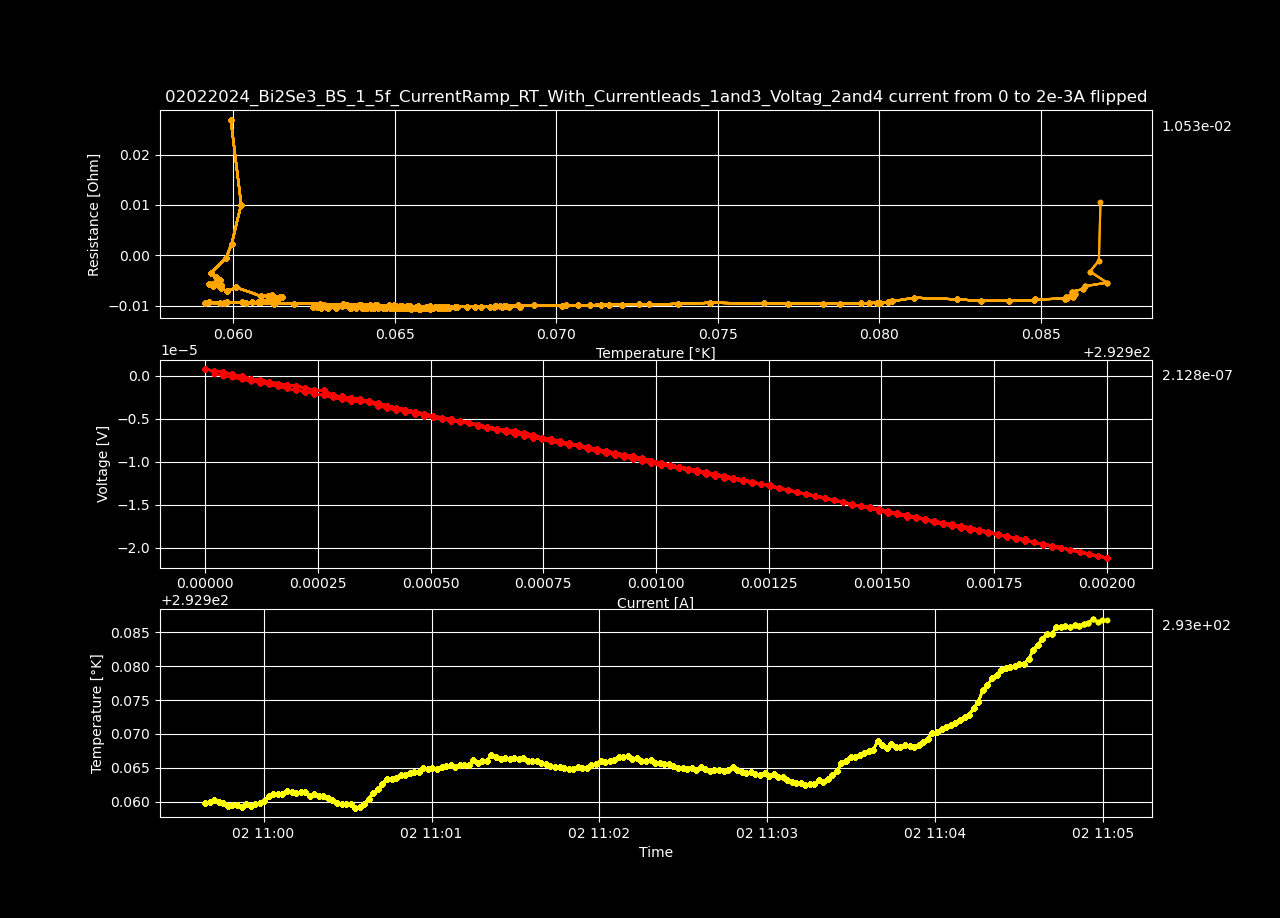 02022024_Bi2Se3_BS_1_5f_CurrentRamp_RT_With_Currentleads_1and3_Voltag_2and4 current from 0 to 2e-3A flipped
1.053e-02
Resistance [Ohm]
0.02
0.01
0.00
−0.01
0.060 0.065 0.070 0.075 0.080 0.085
Temperature [°K]
+2.929e2
1e−5
2.128e-07
Voltage [V]
0.0
−0.5
−1.0
−1.5
−2.0
0.00000 0.00025 0.00050 0.00075 0.00100 0.00125 0.00150 0.00175 0.00200
Current [A]
+2.929e2
2.93e+02
Temperature [°K]
0.085
0.080
0.075
0.070
0.065
0.060
02 11:00 02 11:01 02 11:02 02 11:03 02 11:04 02 11:05
Time